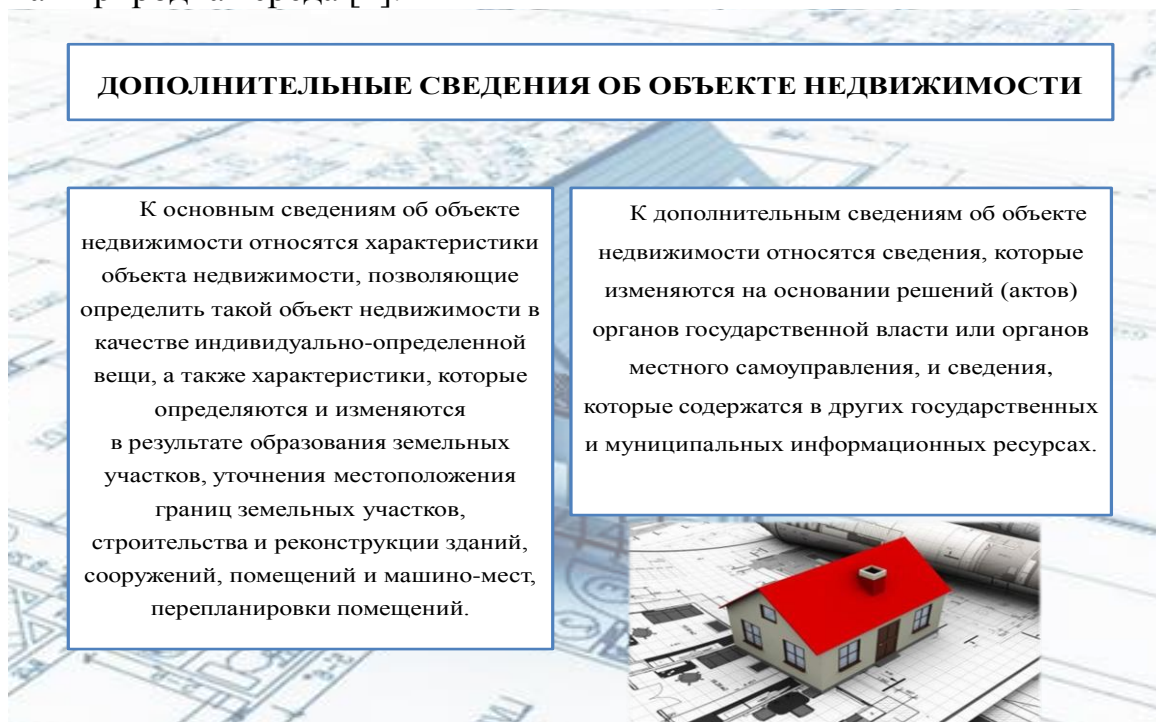 ДОПОЛНИТЕЛЬНЫЕ СВЕДЕНИЯ ОБ ОБЪЕКТЕ НЕДВИЖИМОСТИ
К основным сведениям об объекте
недвижимости относятся характеристики
объекта недвижимости, позволяющие
определить такой объект недвижимости в
качестве индивидуально-определенной
вещи, а также характеристики, которые
определяются и изменяются
в результате образования земельных
участков, уточнения местоположения
границ земельных участков,
строительства и реконструкции зданий,
сооружений, помещений и машино-мест,
перепланировки помещений.
К дополнительным сведениям об объекте
недвижимости относятся сведения, которые
изменяются на основании решений (актов)
органов государственной власти или органов
местного самоуправления, и сведения,
которые содержатся в других государственных
и муниципальных информационных ресурсах.